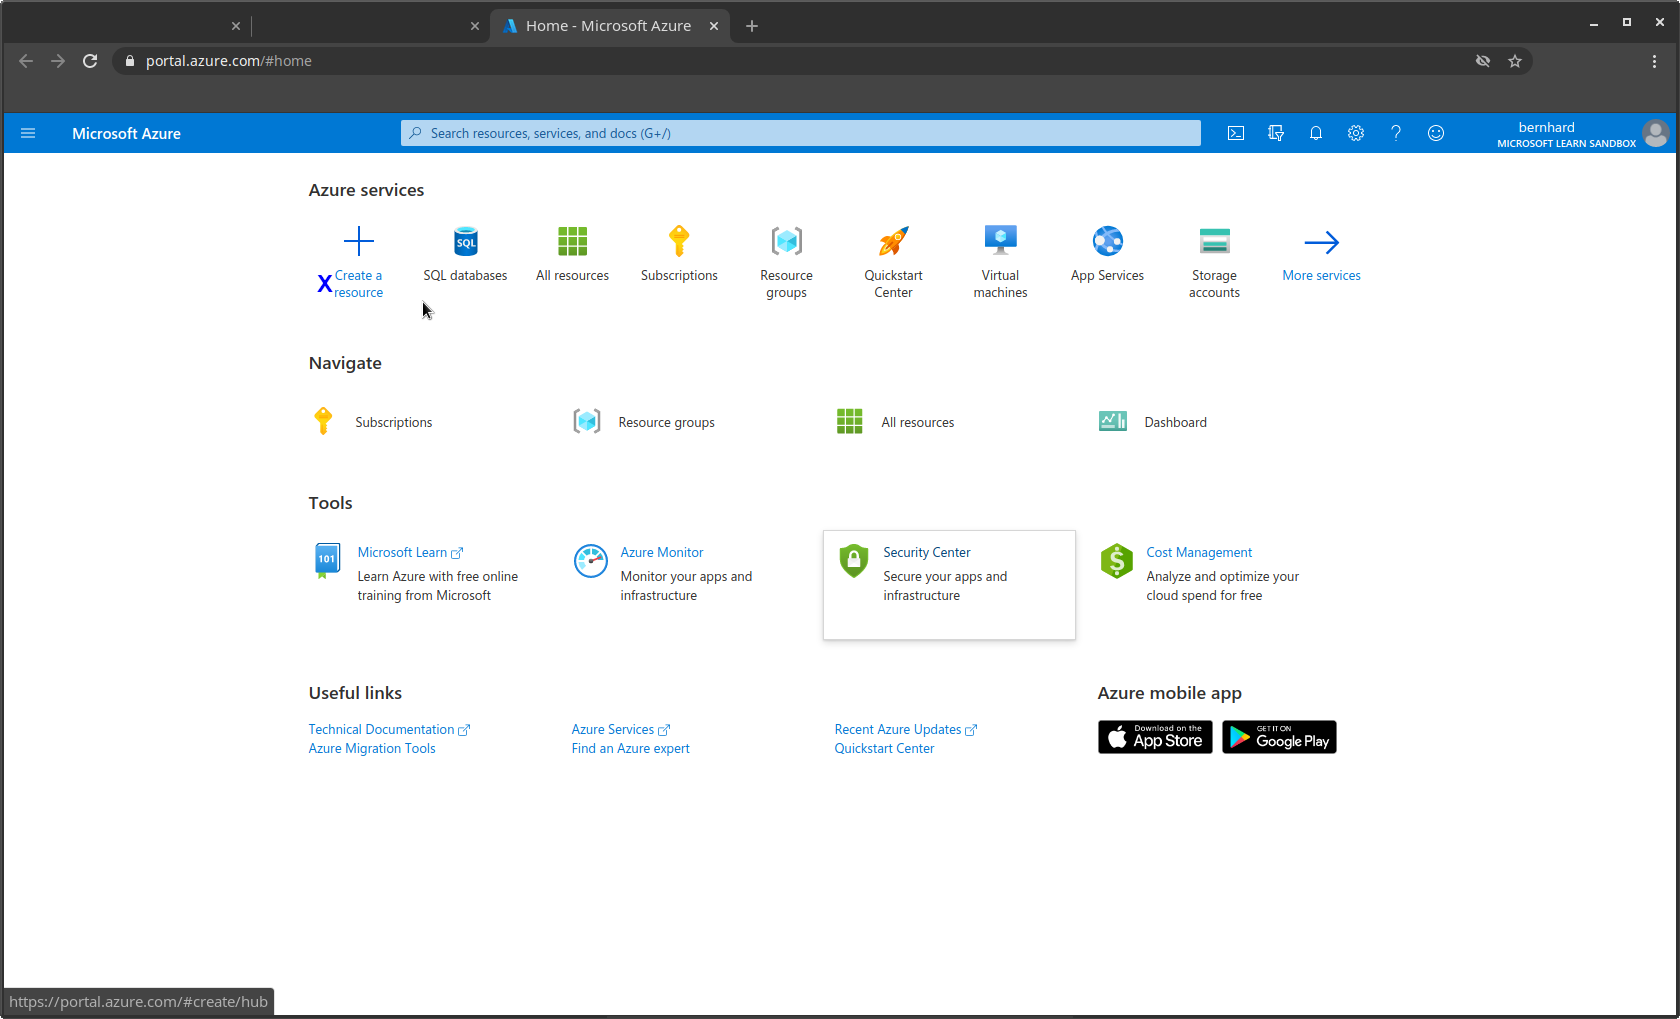 Home - Microsoft Azure
portal.azure.com/#home
Microsoft Azure
Search resources, services, and docs (G+/)
bernhard
MICROSOFT LEARN SANDBOX
Azure services
X
Create a
resource
SQL
SQL databases
All resources
Subscriptions
Resource
groups
Quickstart
Center
Virtual
machines
App Services
Storage
accounts
More services
Navigate
Subscriptions
Resource groups
All resources
Dashboard
Tools
101
Microsoft Learn
Learn Azure with free online
training from Microsoft
Azure Monitor
Monitor your apps and
infrastructure
Security Center
Secure your apps and
infrastructure
$
Cost Management
Analyze and optimize your
cloud spend for free
Useful links
Technical Documentation
Azure Migration Tools
Azure Services
Find an Azure expert
Recent Azure Updates
Quickstart Center
Azure mobile app
Download on the
App Store
GET IT ON
Google Play
https://portal.azure.com/#create/hub